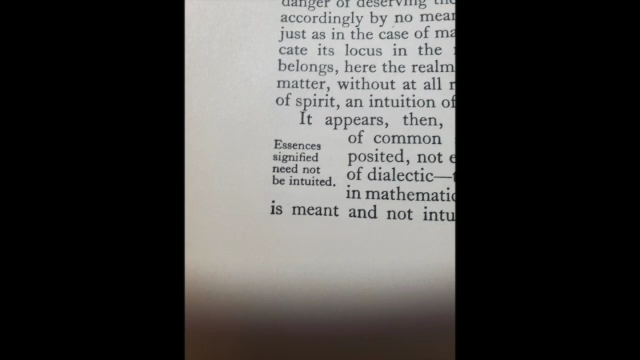 danger of deserving the
accordingly by no mean
just as in the case of ma
cate its locus in the
belongs, here the realm
matter, without at all
of spirit, an intuition of
It appears, then,
Essences
signified
need not
be intuited.
of common
posited, not
of dialectic—
in mathematic
is meant and not intu